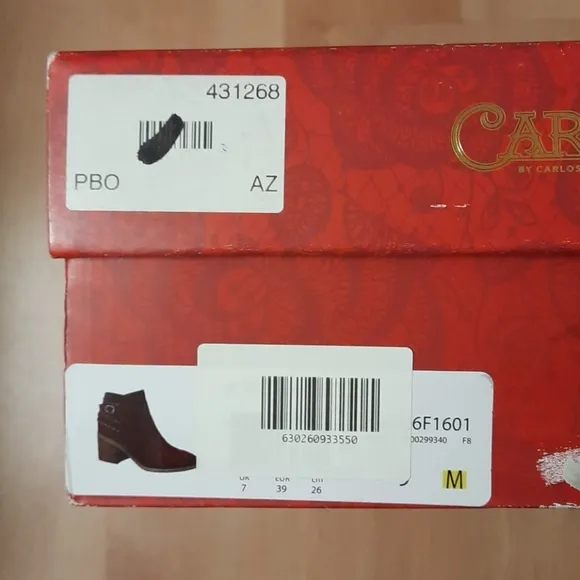 431268
PBO AZ
CAR
BY CARLOS
6F1601
00299340 F8
630260933550
UK EUR cm
7 39 26
M